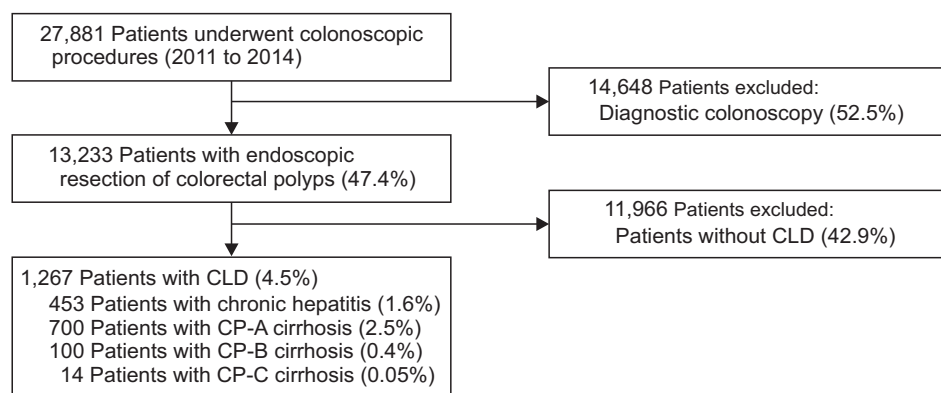 27,881 Patients underwent colonoscopic
procedures (2011 to 2014)
14,648 Patients excluded:
Diagnostic colonoscopy (52.5%)
13,233 Patients with endoscopic
resection of colorectal polyps (47.4%)
11,966 Patients excluded:
Patients without CLD (42.9%)
1,267 Patients with CLD (4.5%)
453 Patients with chronic hepatitis (1.6%)
700 Patients with CP-A cirrhosis (2.5%)
100 Patients with CP-B cirrhosis (0.4%)
14 Patients with CP-C cirrhosis (0.05%)